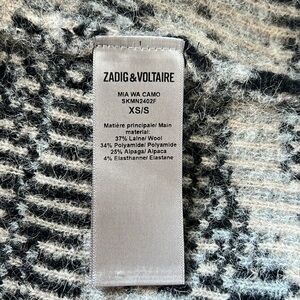 ZADIG & VOLTAIRE
MIA WA CAMO
SKMN2402F
XS/S
Matière principale/ Main
material:
37% Laine/ Wool
34% Polyamide/ Polyamide
25% Alpaga/ Alpaca
4% Elasthanne/ Elastane